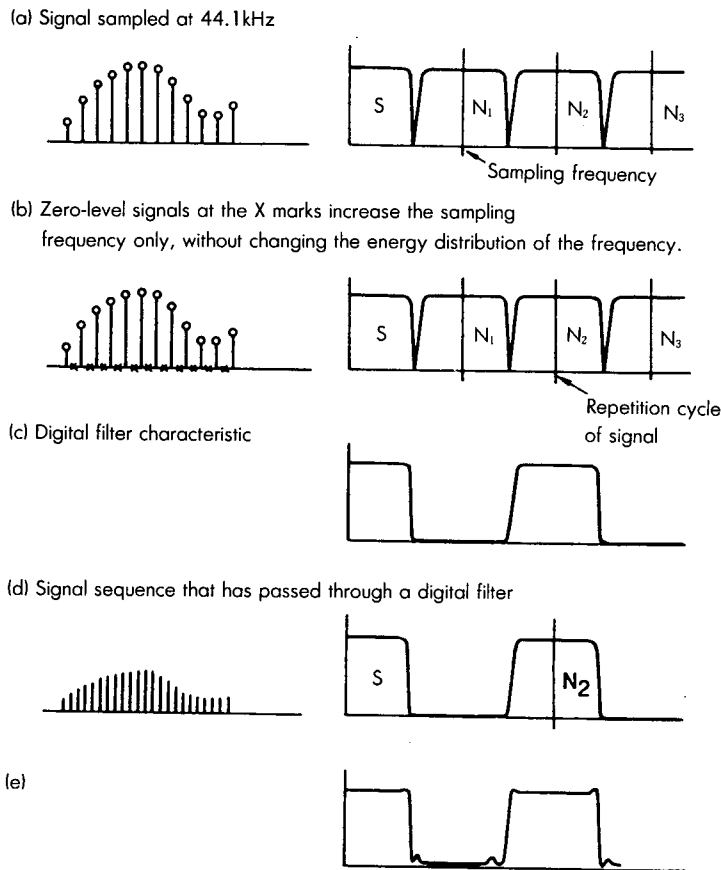 (a) Signal sampled at 44.1kHz
S N₁ N₂ N₃
Sampling frequency
(b) Zero-level signals at the X marks increase the sampling
frequency only, without changing the energy distribution of the frequency.
S N₁ N₂ N₃
Repetition cycle
of signal
(c) Digital filter characteristic
(d) Signal sequence that has passed through a digital filter
S N₂
(e)